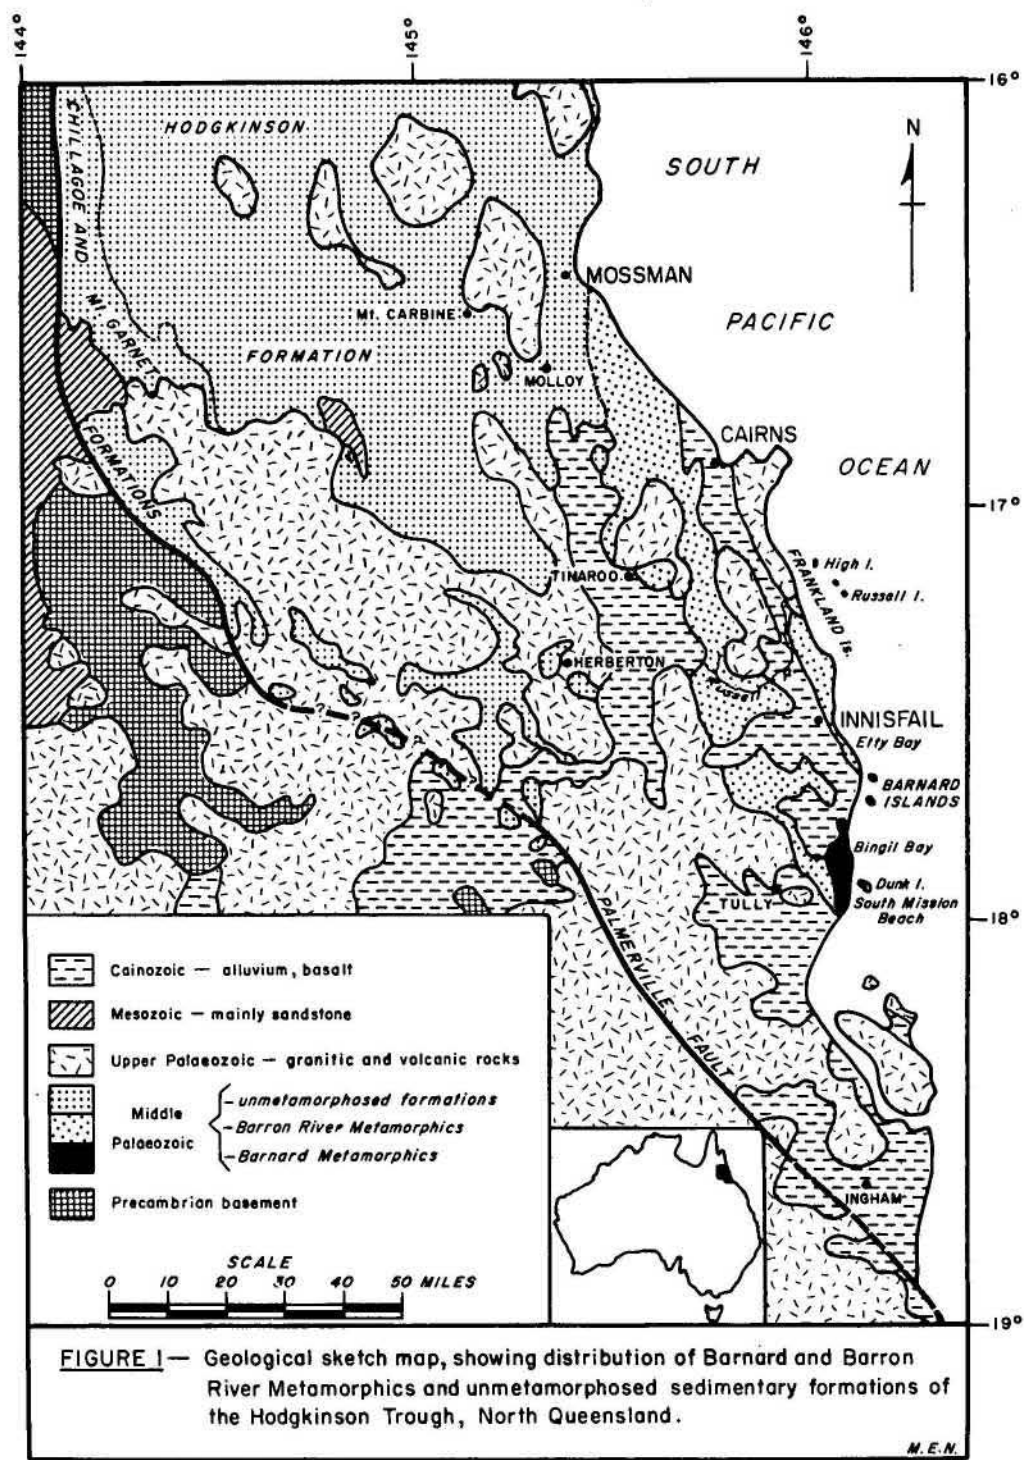 144°
145°
146°
16°
CHILLAGOE AND
HODGKINSON
N
SOUTH
MOSSMAN
Mt. CARBINE
PACIFIC
Mt. GARNET
FORMATION
MOLLOY
FORMATIONS
CAIRNS
OCEAN
17°
TINAROO
High I.
FRANKLAND Is.
Russell I.
HERBERTON
Russell
?
?
?
?
INNISFAIL
Etty Bay
BARNARD
ISLANDS
Bingil Bay
Dunk I.
TULLY
South Mission
Beach
18°
PALMERVILLE
FAULT
INGHAM
19°
Cainozoic — alluvium, basalt
Mesozoic — mainly sandstone
Upper Palaeozoic — granitic and volcanic rocks
Middle
Palaeozoic
- unmetamorphosed formations
- Barron River Metamorphics
- Barnard Metamorphics
Precambrian basement
SCALE
0 10 20 30 40 50 MILES
FIGURE 1 — Geological sketch map, showing distribution of Barnard and Barron
River Metamorphics and unmetamorphosed sedimentary formations of
the Hodgkinson Trough, North Queensland.
M.E.N.